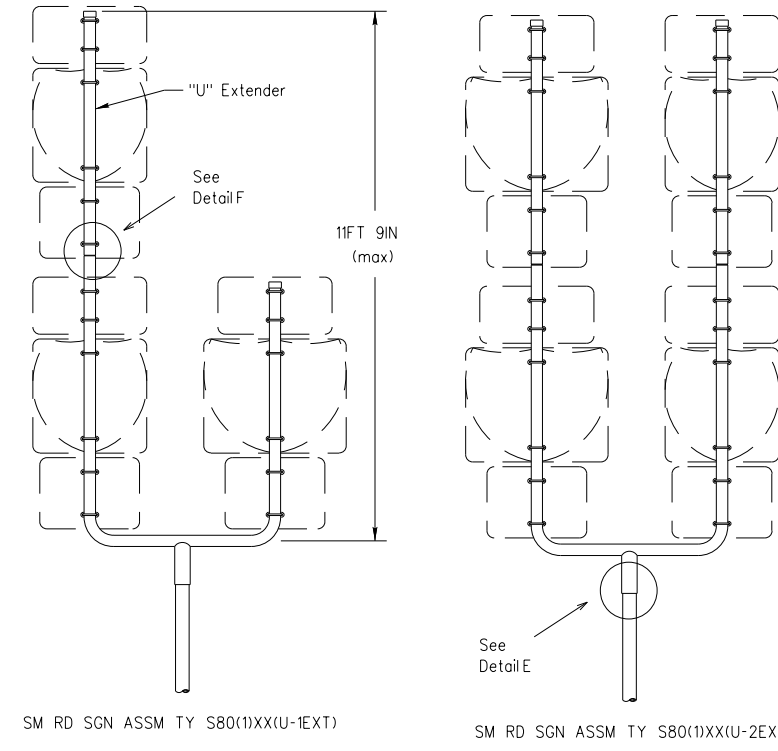 "U" Extender
See
Detail F
11FT 9IN
(max)
See
Detail E
SM RD SGN ASSM TY S80(1)XX(U-1EXT)
SM RD SGN ASSM TY S80(1)XX(U-2EX